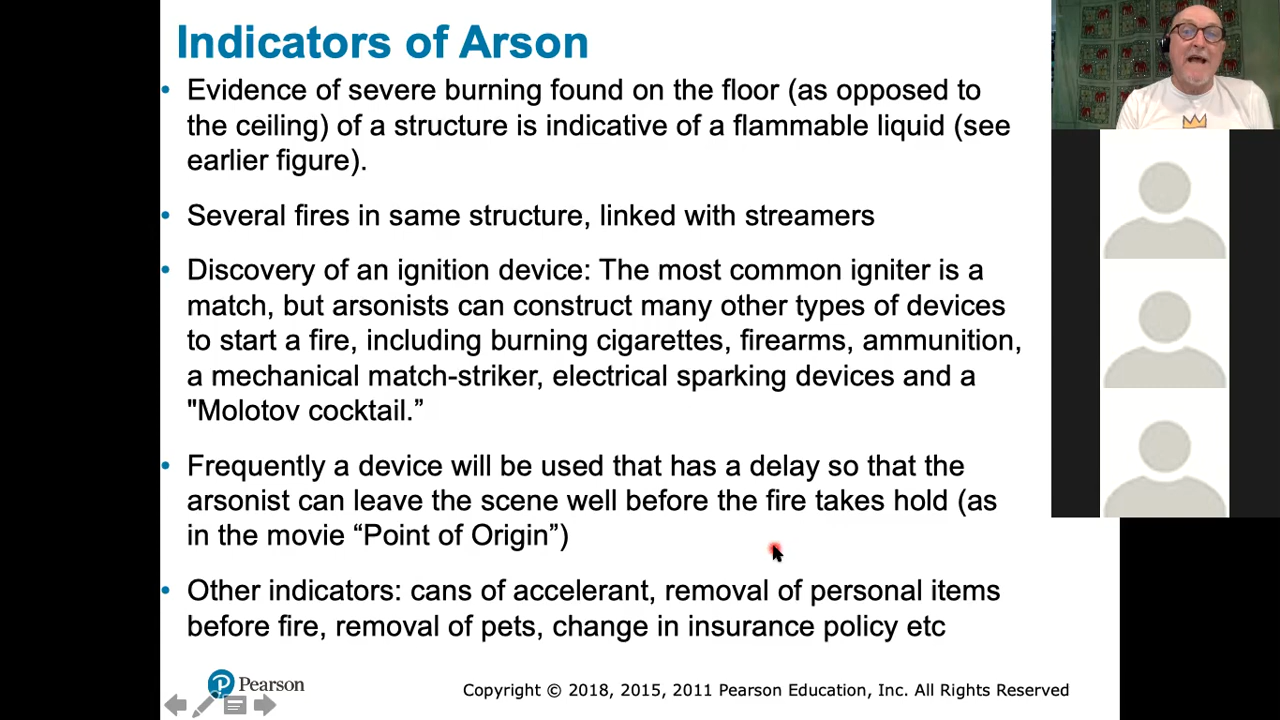 Indicators of Arson
• Evidence of severe burning found on the floor (as opposed to
the ceiling) of a structure is indicative of a flammable liquid (see
earlier figure).
• Several fires in same structure, linked with streamers
• Discovery of an ignition device: The most common igniter is a
match, but arsonists can construct many other types of devices
to start a fire, including burning cigarettes, firearms, ammunition,
a mechanical match-striker, electrical sparking devices and a
"Molotov cocktail.”
• Frequently a device will be used that has a delay so that the
arsonist can leave the scene well before the fire takes hold (as
in the movie “Point of Origin”)
• Other indicators: cans of accelerant, removal of personal items
before fire, removal of pets, change in insurance policy etc
P Pearson
Copyright © 2018, 2015, 2011 Pearson Education, Inc. All Rights Reserved